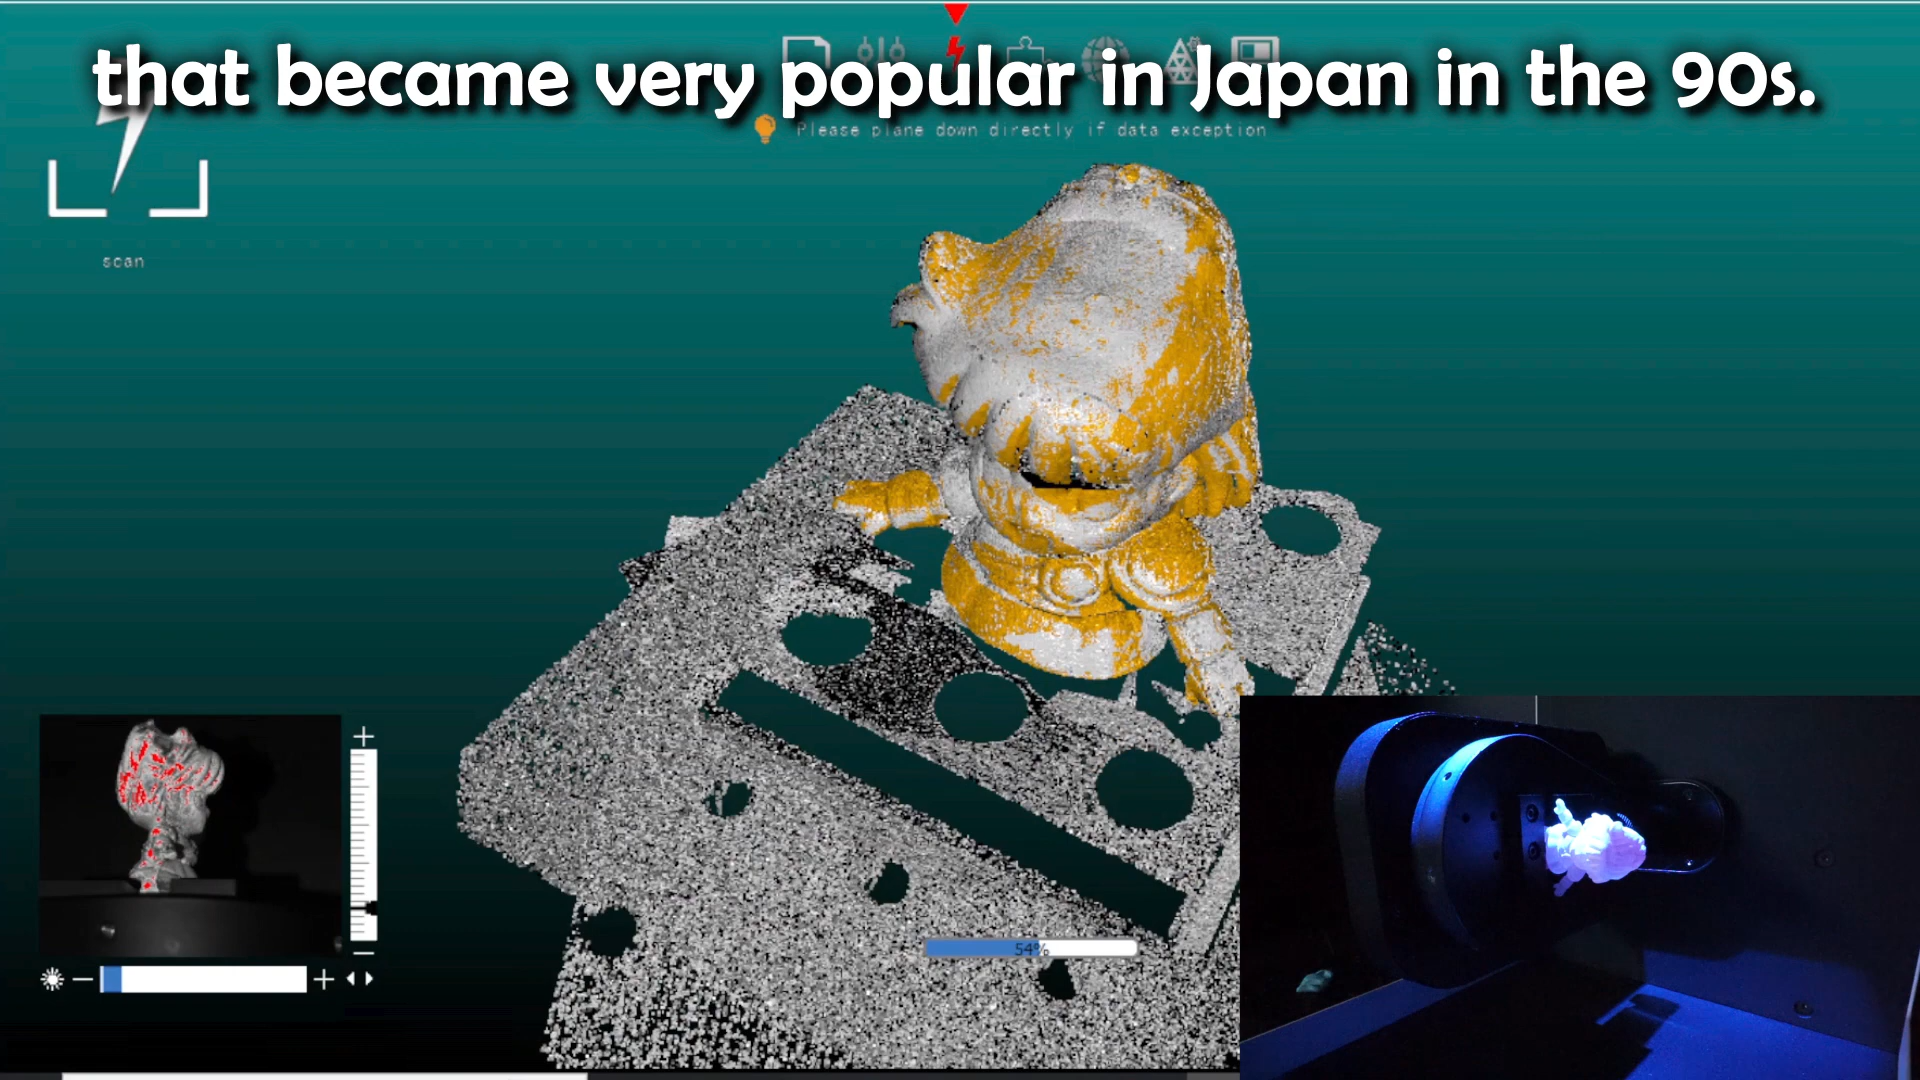 that became very popular in Japan in the 90s.
Please plane down directly if data exception
scan
54%